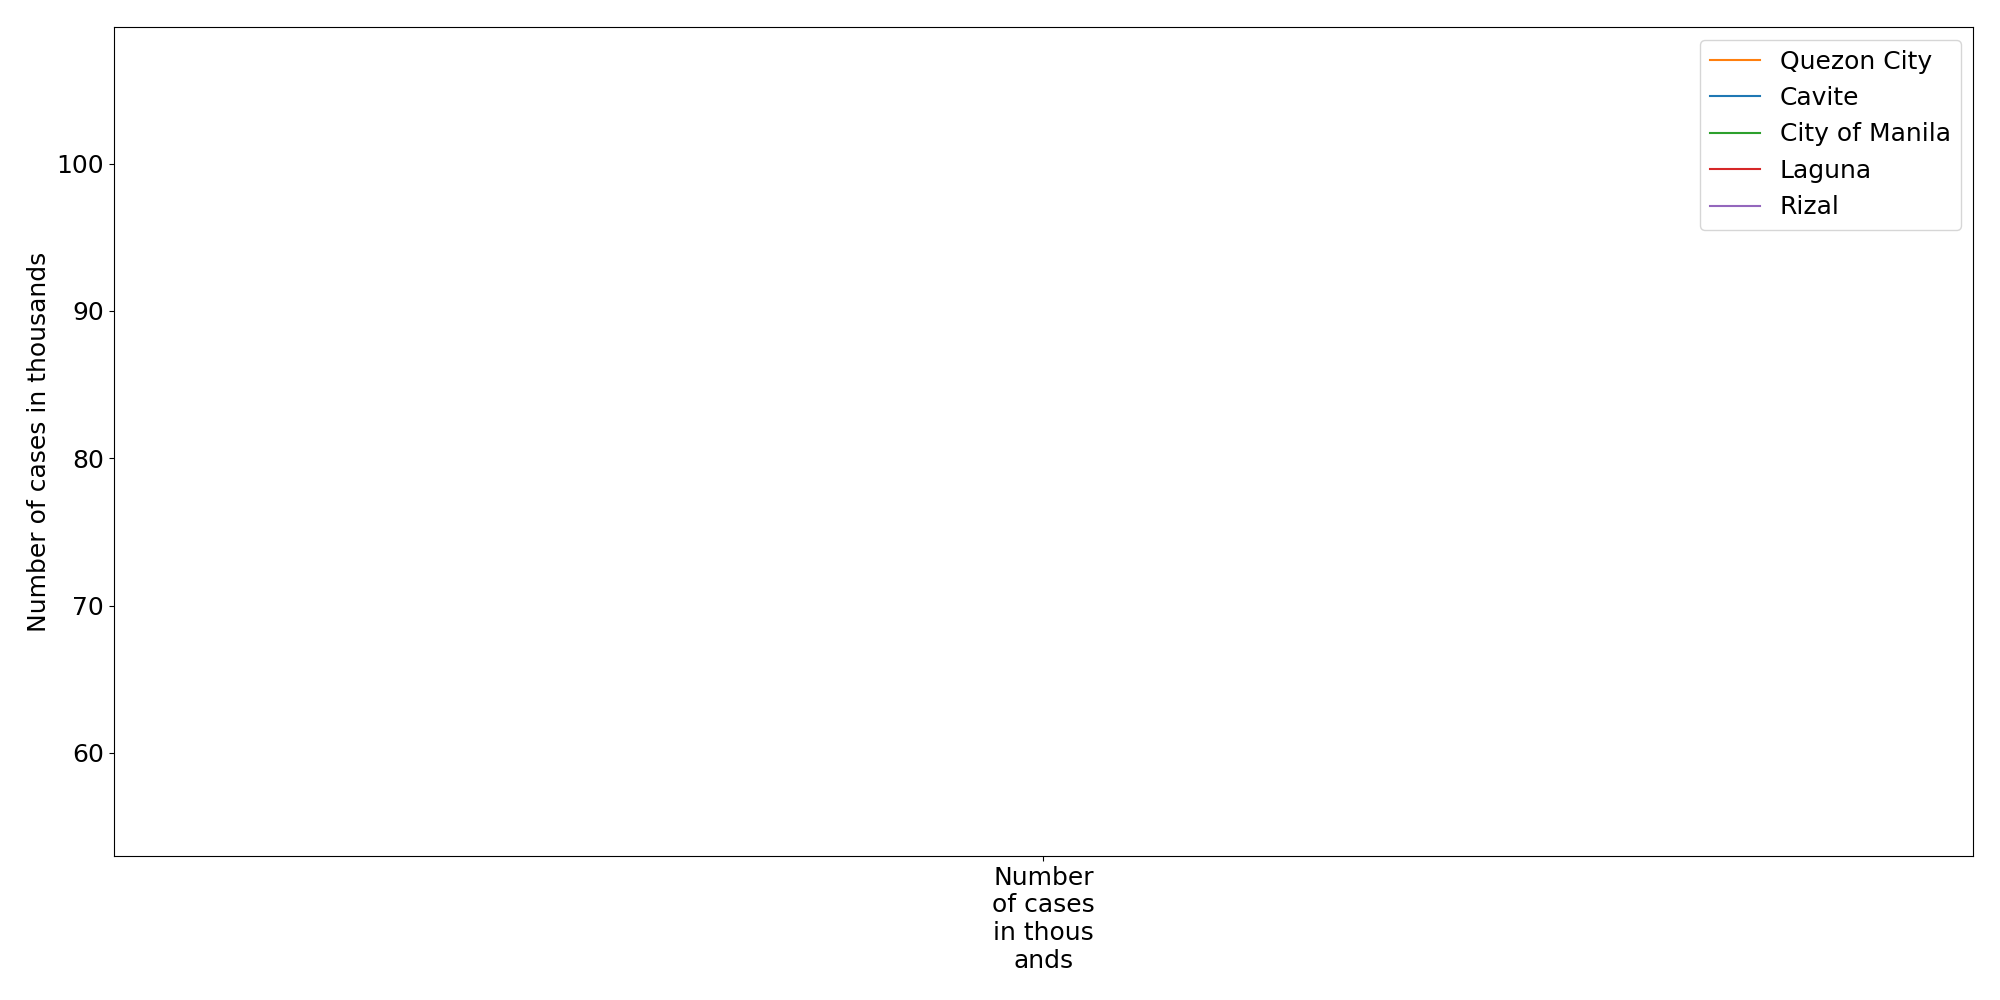 Number of cases in thousands
100
90
80
70
60
Quezon City
Cavite
City of Manila
Laguna
Rizal
Number
of cases
in thous
ands